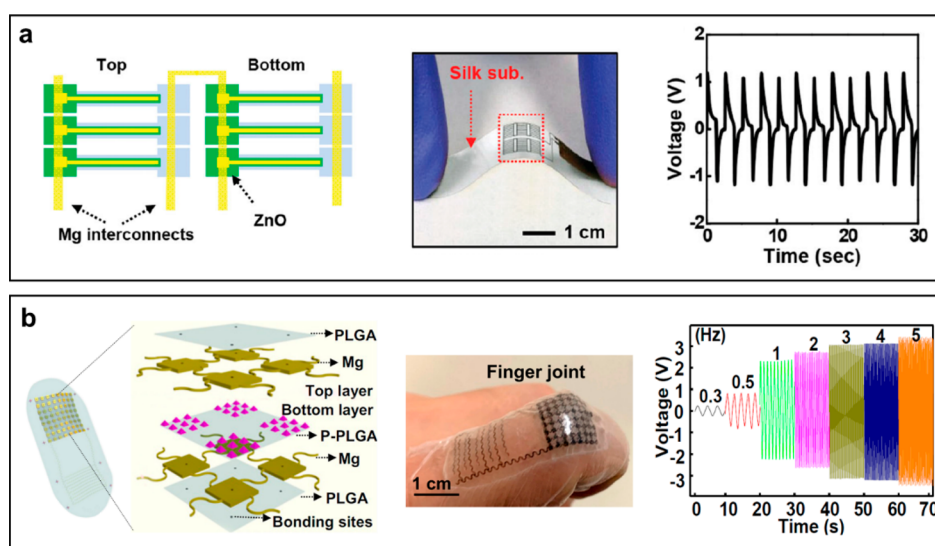 a
Top
Bottom
Mg interconnects
ZnO
Silk sub.
1 cm
Voltage (V)
2
1
0
-1
-2
0 10 20 30
Time (sec)
b
PLGA
Mg
Top layer
Bottom layer
P-PLGA
Mg
PLGA
Bonding sites
Finger joint
1 cm
Voltage (V)
(Hz)
0.3
0.5
1
2
3
4
5
3
2
1
0
-1
-2
-3
0 10 20 30 40 50 60 70
Time (s)